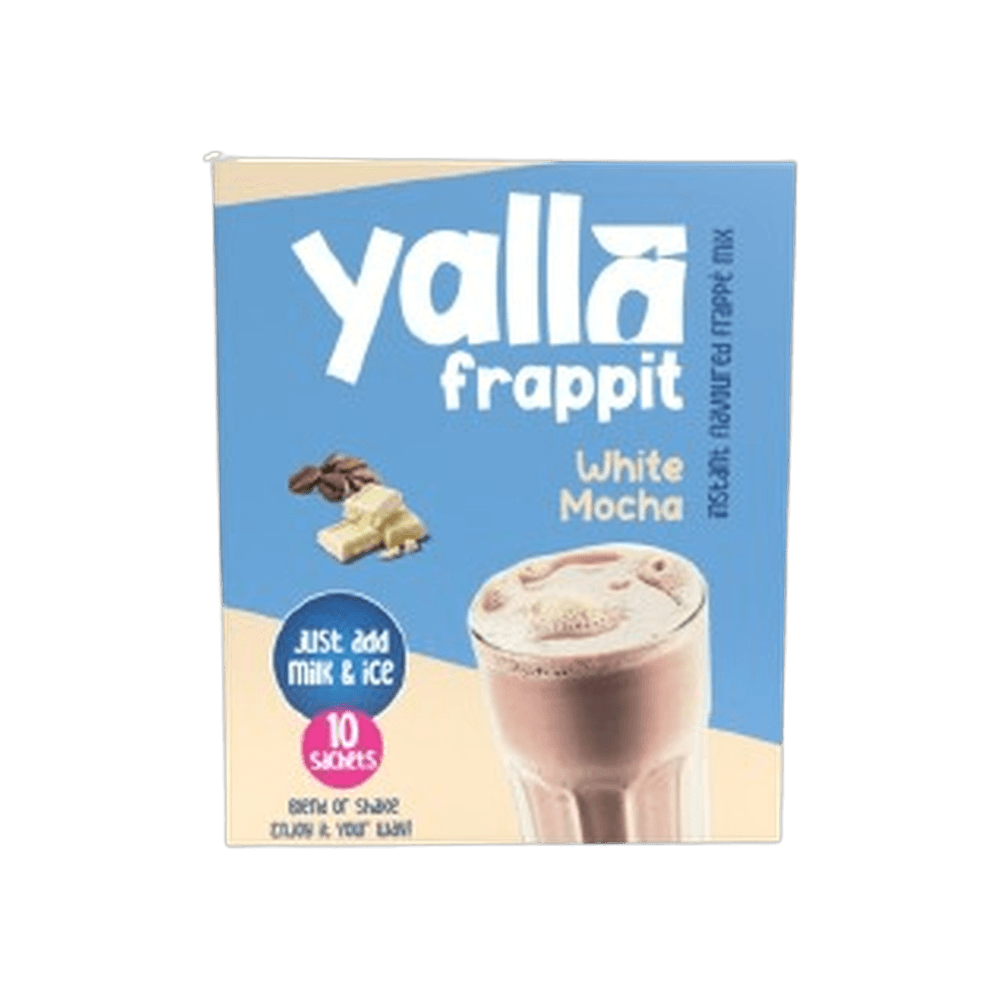 yalla
frappit
White
Mocha
instant flavoured frappé mix
Just add
milk & ice
10
sachets
Blend or shake
Enjoy it your way!